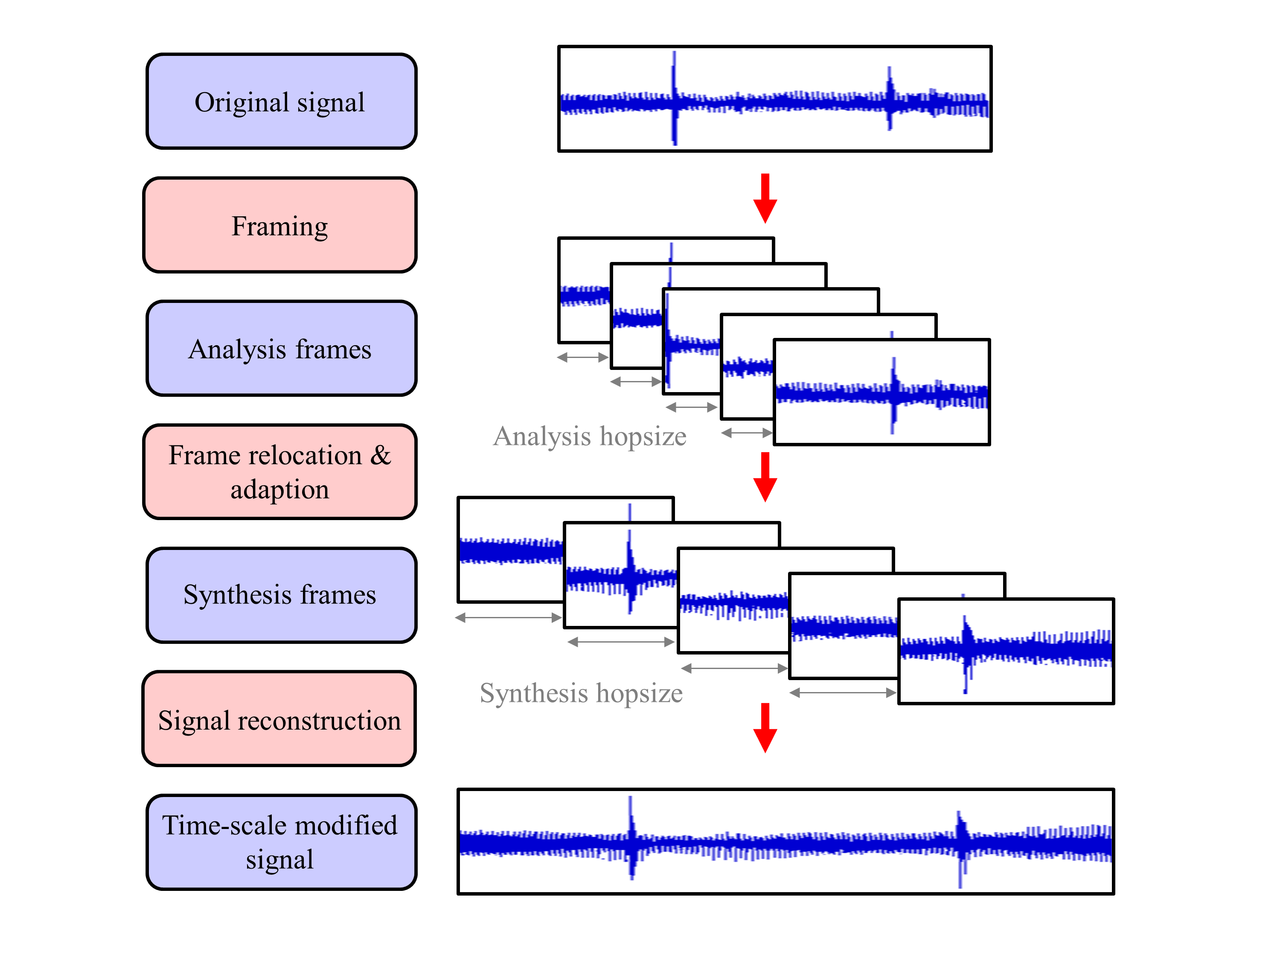 Original signal
Framing
Analysis frames
Analysis hopsize
Frame relocation &
adaption
Synthesis frames
Synthesis hopsize
Signal reconstruction
Time-scale modified
signal